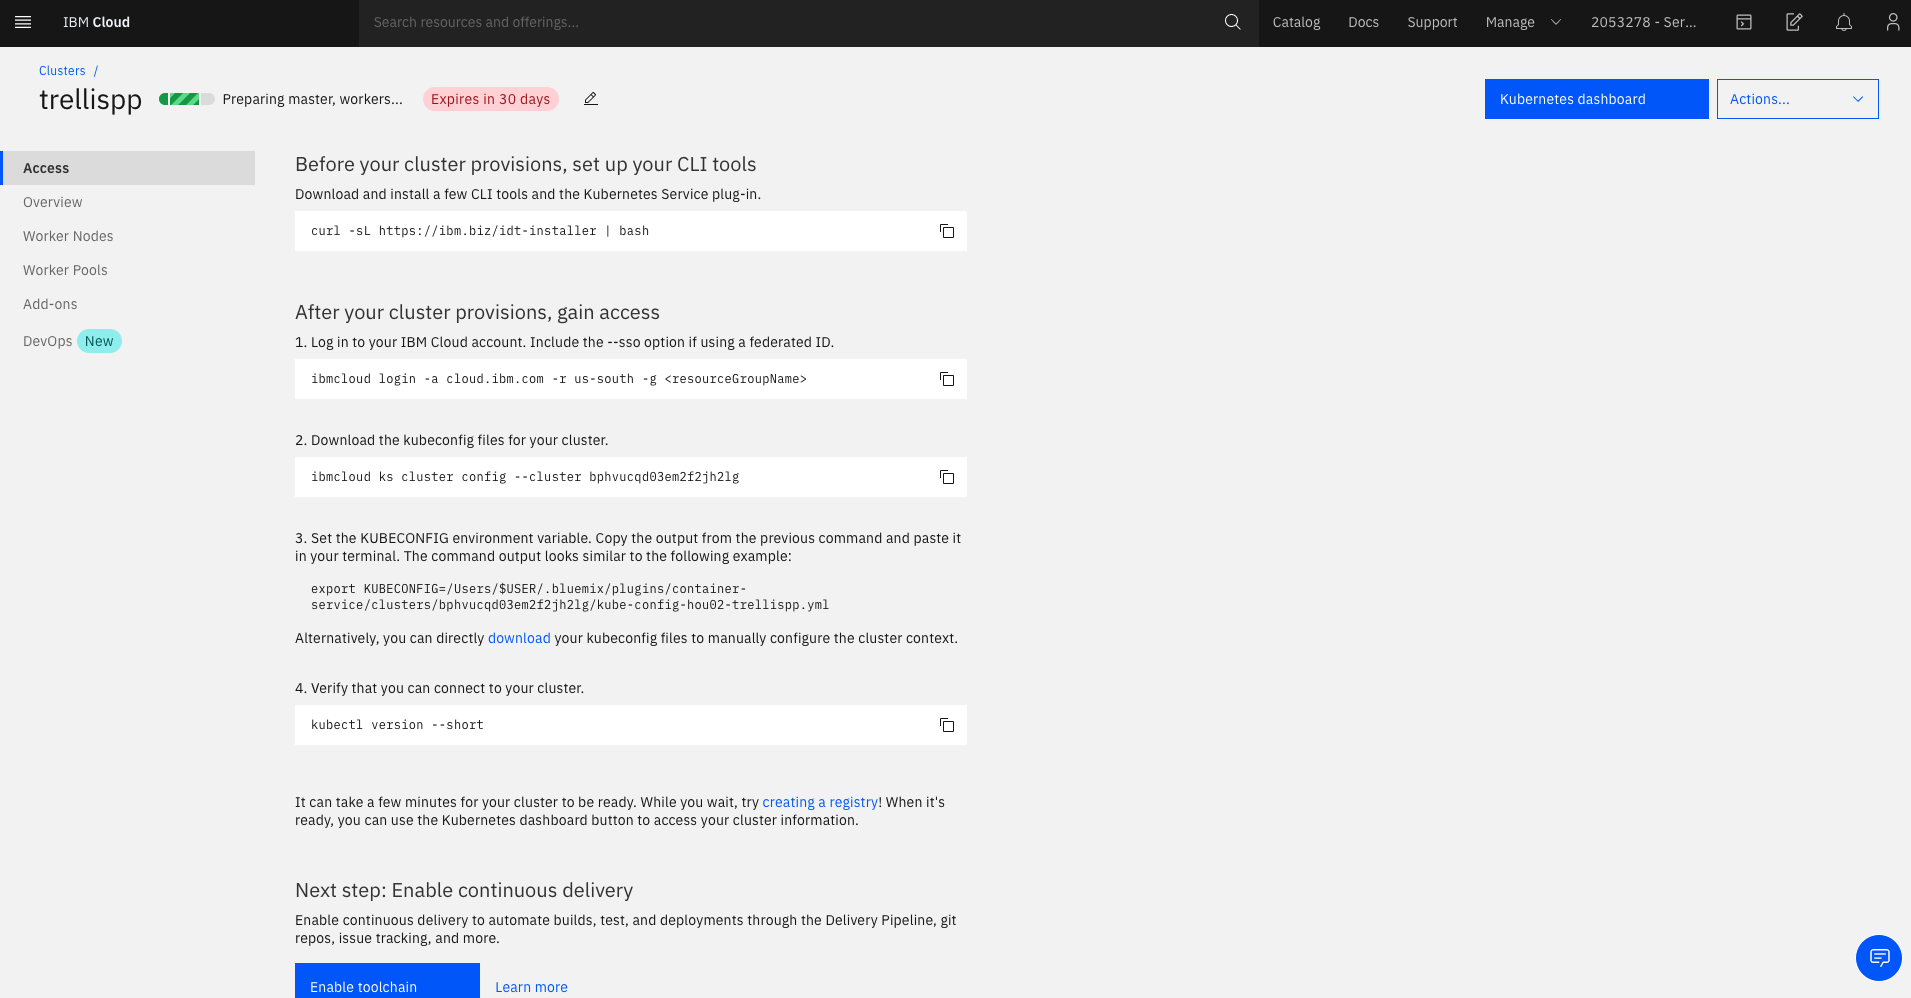 IBM Cloud
Search resources and offerings...
Catalog
Docs
Support
Manage
2053278 - Ser...
Clusters /
trellispp
Preparing master, workers...
Expires in 30 days
Kubernetes dashboard
Actions...
Access
Overview
Worker Nodes
Worker Pools
Add-ons
DevOps New
Before your cluster provisions, set up your CLI tools
Download and install a few CLI tools and the Kubernetes Service plug-in.
curl -sL https://ibm.biz/idt-installer | bash
After your cluster provisions, gain access
1. Log in to your IBM Cloud account. Include the --sso option if using a federated ID.
ibmcloud login -a cloud.ibm.com -r us-south -g <resourceGroupName>
2. Download the kubeconfig files for your cluster.
ibmcloud ks cluster config --cluster bphvucqd03em2f2jh2lg
3. Set the KUBECONFIG environment variable. Copy the output from the previous command and paste it
in your terminal. The command output looks similar to the following example:
export KUBECONFIG=/Users/$USER/.bluemix/plugins/container-
service/clusters/bphvucqd03em2f2jh2lg/kube-config-hou02-trellispp.yml
Alternatively, you can directly download your kubeconfig files to manually configure the cluster context.
4. Verify that you can connect to your cluster.
kubectl version --short
It can take a few minutes for your cluster to be ready. While you wait, try creating a registry! When it's
ready, you can use the Kubernetes dashboard button to access your cluster information.
Next step: Enable continuous delivery
Enable continuous delivery to automate builds, test, and deployments through the Delivery Pipeline, git
repos, issue tracking, and more.
Enable toolchain
Learn more